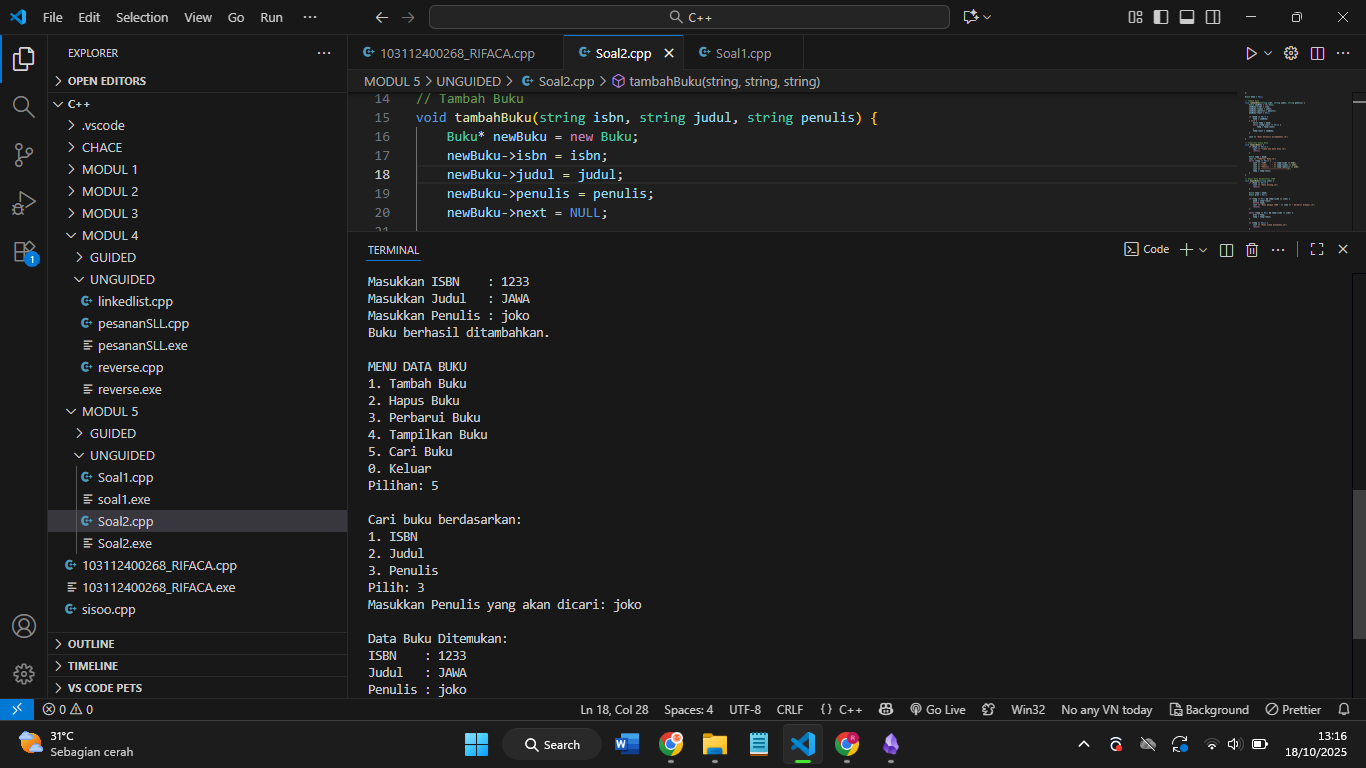 File Edit Selection View Go Run ···
C++
EXPLORER
OPEN EDITORS
C++
.vscode
CHACE
MODUL 1
MODUL 2
MODUL 3
MODUL 4
GUIDED
UNGUIDED
linkedlist.cpp
pesananSLL.cpp
pesananSLL.exe
reverse.cpp
reverse.exe
MODUL 5
GUIDED
UNGUIDED
Soal1.cpp
soal1.exe
Soal2.cpp
Soal2.exe
103112400268_RIFACA.cpp
103112400268_RIFACA.exe
sisoo.cpp
OUTLINE
TIMELINE
VS CODE PETS
1
103112400268_RIFACA.cpp Soal2.cpp Soal1.cpp
MODUL 5 > UNGUIDED > Soal2.cpp > tambahBuku(string, string, string)
14 // Tambah Buku
15 void tambahBuku(string isbn, string judul, string penulis) {
16 Buku* newBuku = new Buku;
17 newBuku->isbn = isbn;
18 newBuku->judul = judul;
19 newBuku->penulis = penulis;
20 newBuku->next = NULL;
TERMINAL
Code
Masukkan ISBN : 1233
Masukkan Judul : JAWA
Masukkan Penulis : joko
Buku berhasil ditambahkan.
MENU DATA BUKU
1. Tambah Buku
2. Hapus Buku
3. Perbarui Buku
4. Tampilkan Buku
5. Cari Buku
0. Keluar
Pilihan: 5
Cari buku berdasarkan:
1. ISBN
2. Judul
3. Penulis
Pilih: 3
Masukkan Penulis yang akan dicari: joko
Data Buku Ditemukan:
ISBN : 1233
Judul : JAWA
Penulis : joko
0 0 Ln 18, Col 28 Spaces: 4 UTF-8 CRLF {} C++ Go Live Win32 No any VN today Background Prettier
31°C
Sebagian cerah
Search
13:16
18/10/2025